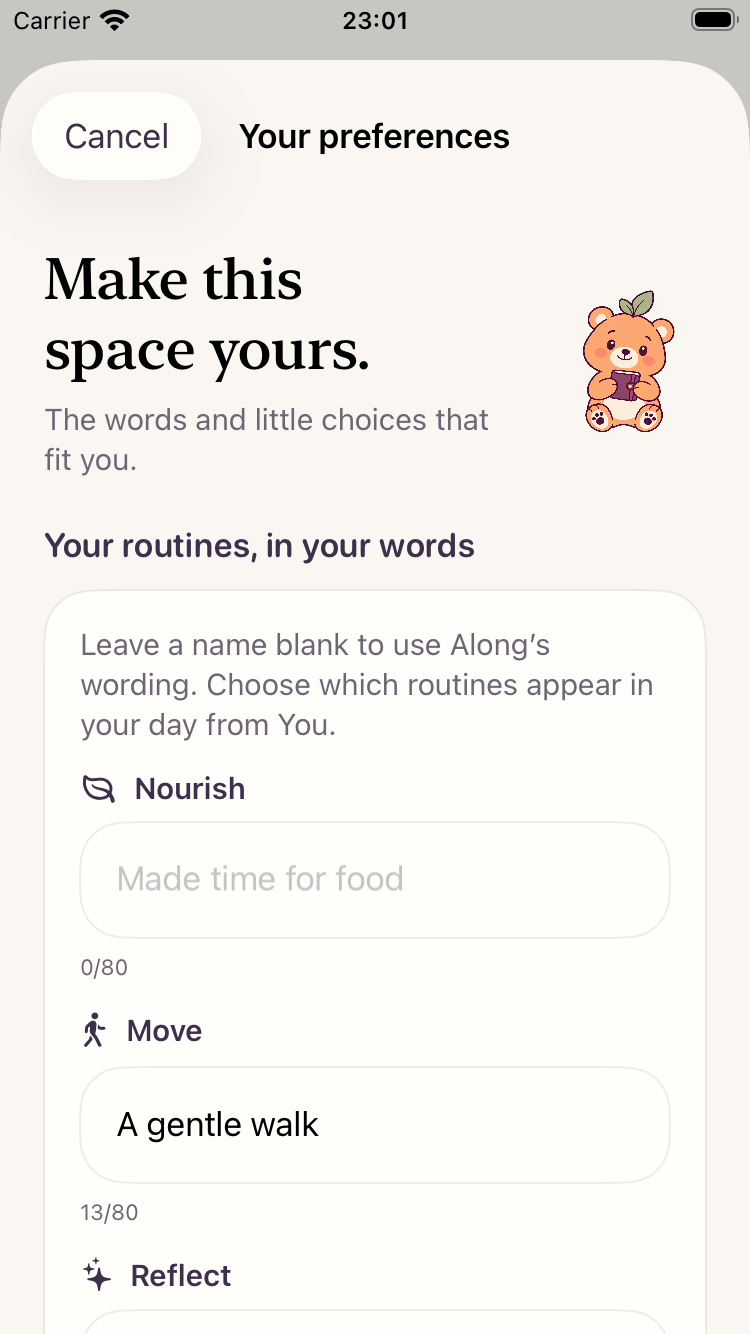 Carrier 23:01
Cancel Your preferences
Make this
space yours.
The words and little choices that
fit you.
Your routines, in your words
Leave a name blank to use Along’s
wording. Choose which routines appear in
your day from You.
Nourish
Made time for food
0/80
Move
A gentle walk
13/80
Reflect